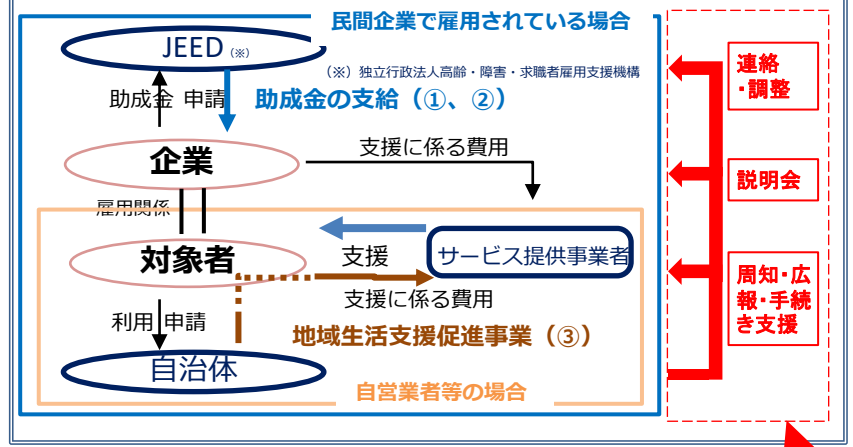 民間企業で雇用されている場合
JEED（※）
（※）独立行政法人高齢・障害・求職者雇用支援機構
助成金 申請
助成金の支給（①、②）
企業
支援に係る費用
雇用関係
対象者
支援
サービス提供事業者
支援に係る費用
利用 申請
地域生活支援促進事業（③）
自治体
自営業者等の場合
連絡
・調整
説明会
周知・広
報・手続
き支援